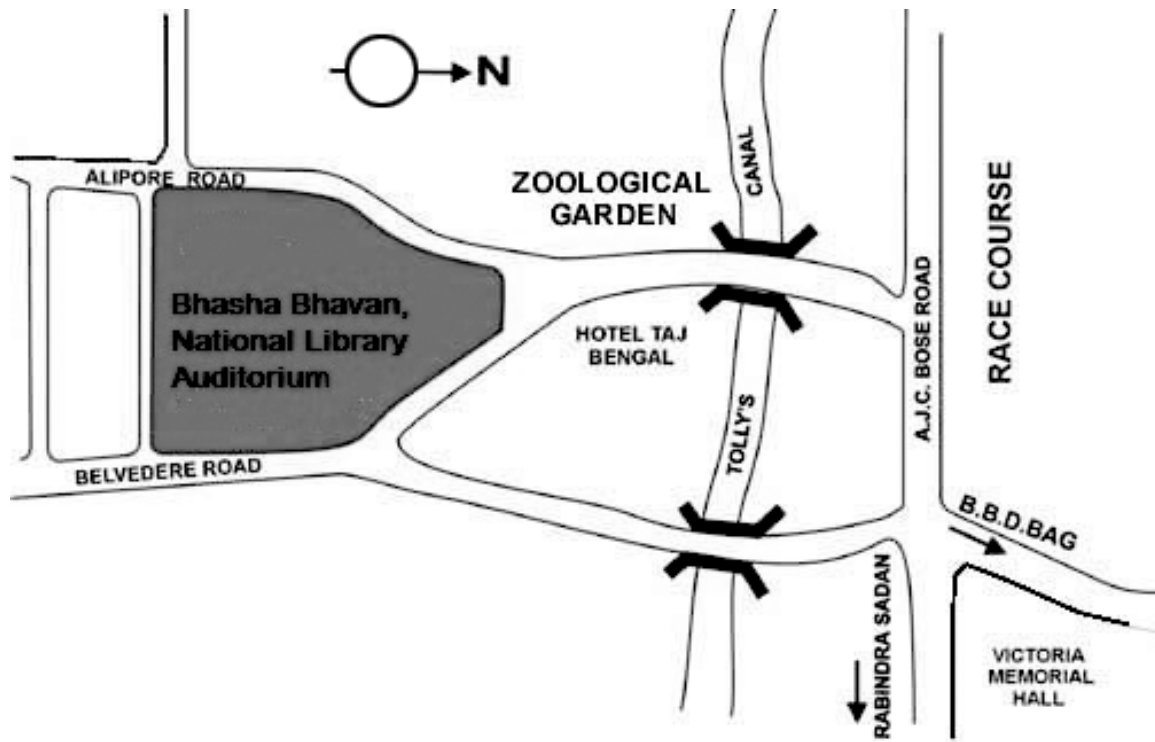 N
ALIPORE ROAD
ZOOLOGICAL
GARDEN
CANAL
Bhasha Bhavan,
National Library
Auditorium
HOTEL TAJ
BENGAL
A.J.C. BOSE ROAD
RACE COURSE
TOLLY'S
BELVEDERE ROAD
B.B.D.BAG
RABINDRA SADAN
VICTORIA
MEMORIAL
HALL